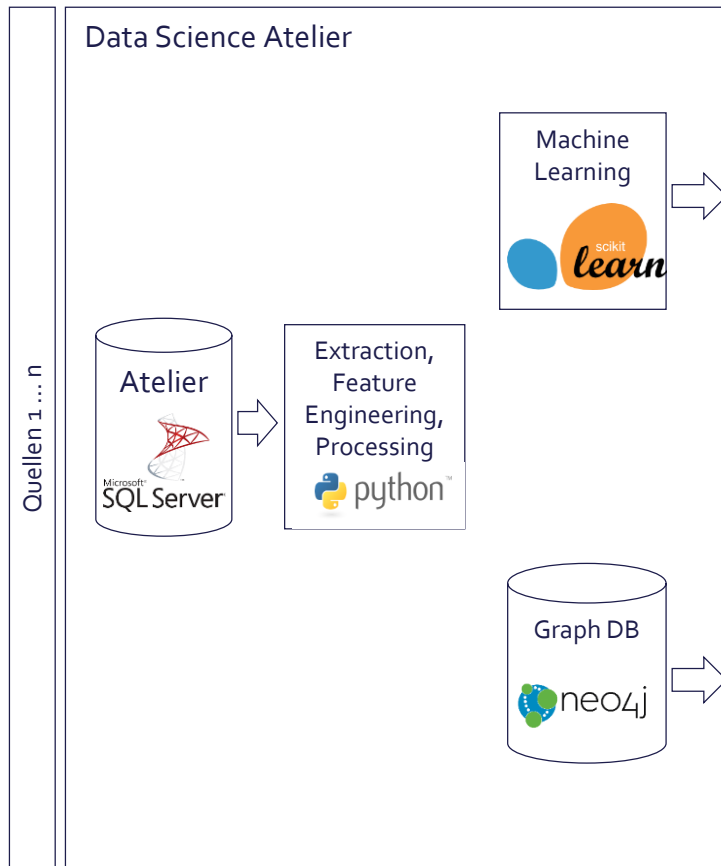 Data Science Atelier
Quellen 1 ... n
Machine
Learning
scikit
learn
Atelier
Microsoft®
SQL Server®
Extraction,
Feature
Engineering,
Processing
python™
Graph DB
neo4j